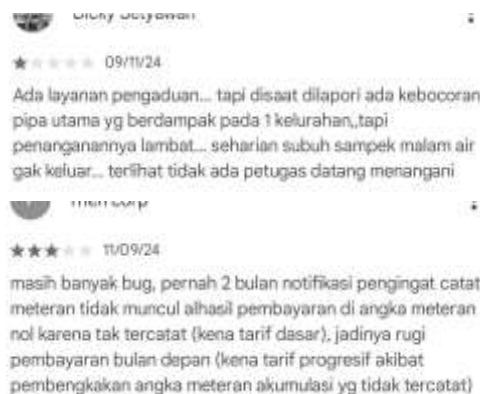 Dicky Setyawan
09/11/24
Ada layanan pengaduan... tapi disaat dilapori ada kebocoran
pipa utama yg berdampak pada 1 kelurahan,,tapi
penanganannya lambat... seharian subuh sampek malam air
gak keluar... terlihat tidak ada petugas datang menangani
corp
11/09/24
masih banyak bug, pernah 2 bulan notifikasi pengingat catat
meteran tidak muncul alhasil pembayaran di angka meteran
nol karena tak tercatat (kena tarif dasar), jadinya rugi
pembayaran bulan depan (kena tarif progresif akibat
pembengkakan angka meteran akumulasi yg tidak tercatat)